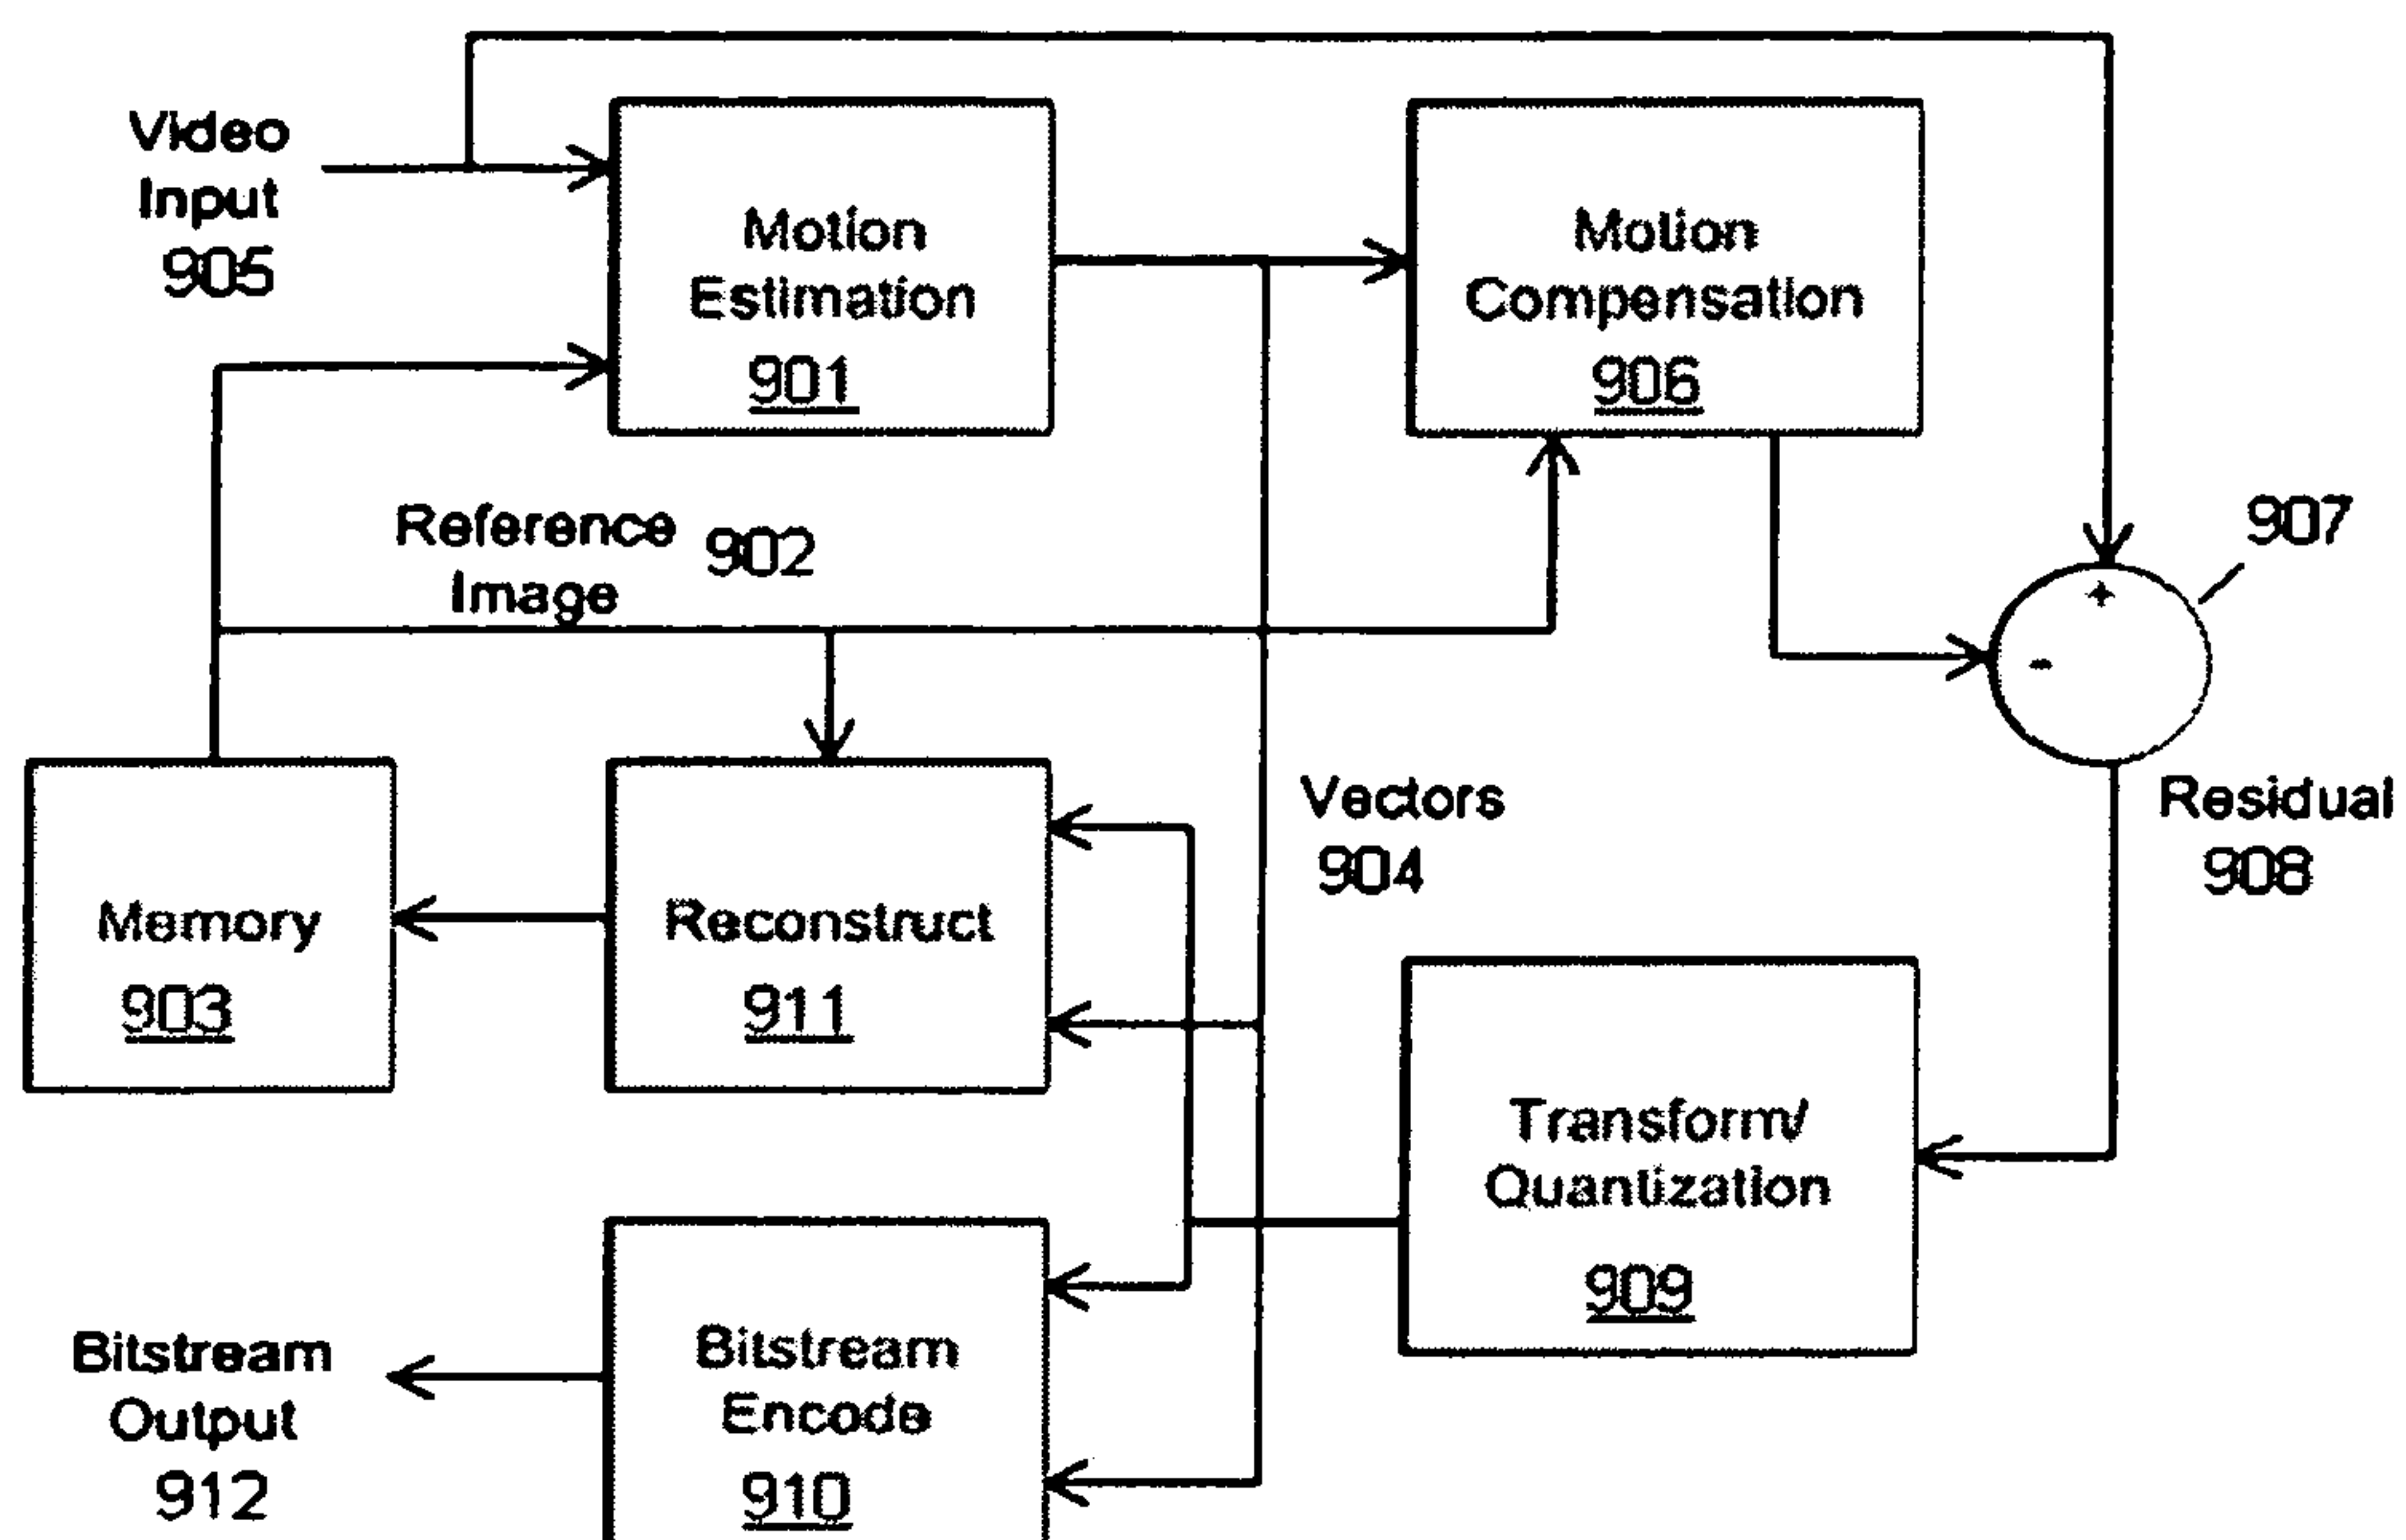 Video
Input
905
Motion
Estimation
901
Motion
Compensation
906
Reference
Image
902
907
+
-
Vectors
904
Residual
908
Memory
903
Reconstruct
911
Transform/
Quantization
909
Bitstream
Encode
910
Bitstream
Output
912